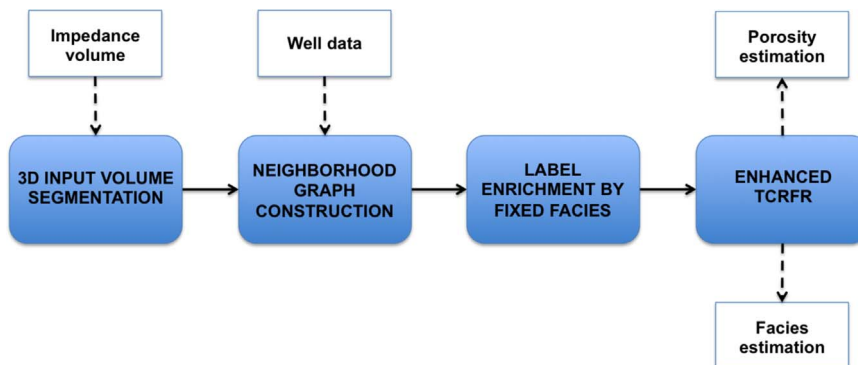 Impedance
volume
Well data
Porosity
estimation
3D INPUT VOLUME
SEGMENTATION
NEIGHBORHOOD
GRAPH
CONSTRUCTION
LABEL
ENRICHMENT BY
FIXED FACIES
ENHANCED
TCRFR
Facies
estimation